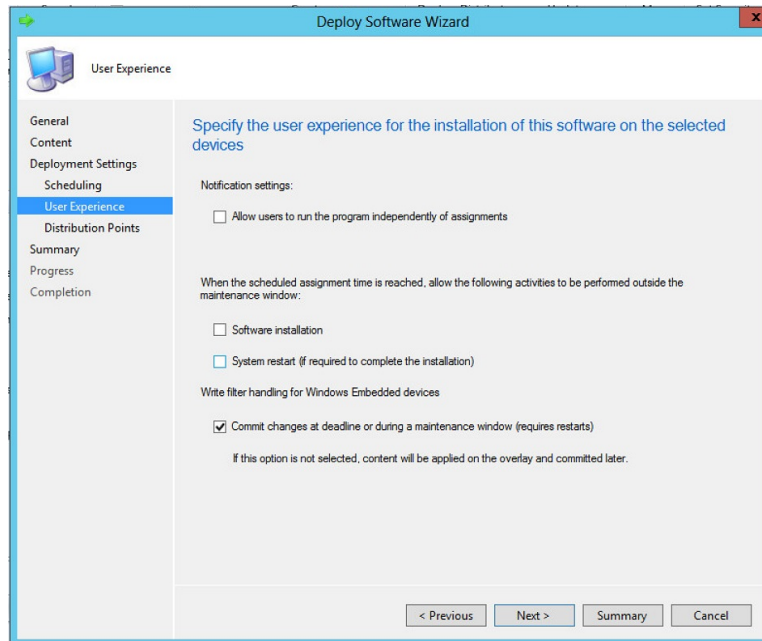 Deploy Software Wizard
x
User Experience
General
Content
Deployment Settings
Scheduling
User Experience
Distribution Points
Summary
Progress
Completion
Specify the user experience for the installation of this software on the selected
devices
Notification settings:
Allow users to run the program independently of assignments
When the scheduled assignment time is reached, allow the following activities to be performed outside the
maintenance window:
Software installation
System restart (if required to complete the installation)
Write filter handling for Windows Embedded devices
Commit changes at deadline or during a maintenance window (requires restarts)
If this option is not selected, content will be applied on the overlay and committed later.
< Previous
Next >
Summary
Cancel